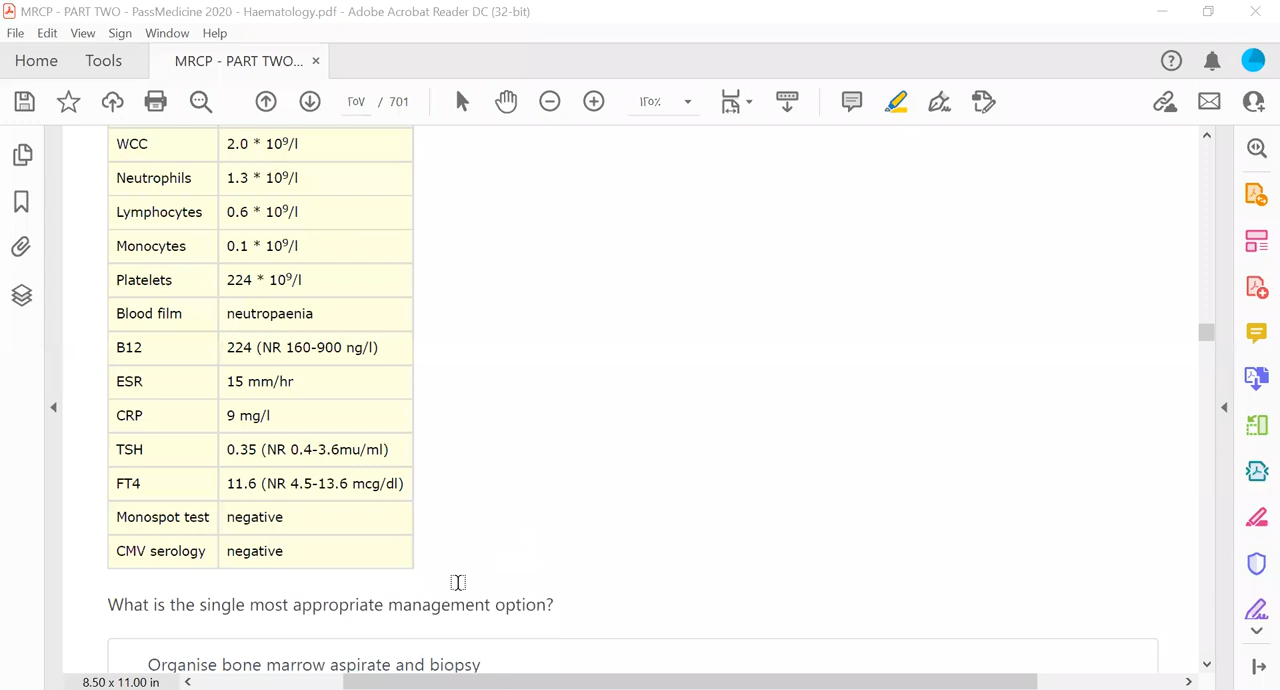 MRCP - PART TWO - PassMedicine 2020 - Haematology.pdf - Adobe Acrobat Reader DC (32-bit)
File Edit View Sign Window Help
Home Tools MRCP - PART TWO... ×
٢٥٧ / 701 ١٢٥%
WCC 2.0 * 10⁹/l
Neutrophils 1.3 * 10⁹/l
Lymphocytes 0.6 * 10⁹/l
Monocytes 0.1 * 10⁹/l
Platelets 224 * 10⁹/l
Blood film neutropaenia
B12 224 (NR 160-900 ng/l)
ESR 15 mm/hr
CRP 9 mg/l
TSH 0.35 (NR 0.4-3.6mu/ml)
FT4 11.6 (NR 4.5-13.6 mcg/dl)
Monospot test negative
CMV serology negative
What is the single most appropriate management option?
Organise bone marrow aspirate and biopsy
8.50 x 11.00 in